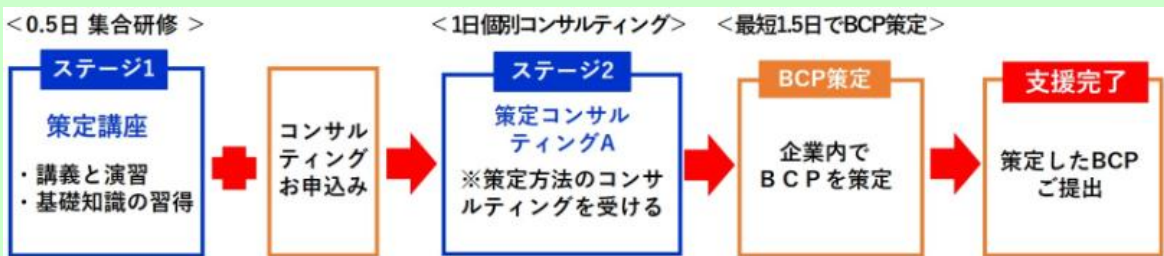 ＜0.5日 集合研修 ＞
ステージ1
策定講座
・講義と演習
・基礎知識の習得
コンサル
ティング
お申込み
＜1日個別コンサルティング＞
ステージ2
策定コンサル
ティングA
※策定方法のコンサ
ルティングを受ける
＜最短1.5日でBCP策定＞
BCP策定
企業内で
ＢＣＰを策定
支援完了
策定したBCP
ご提出